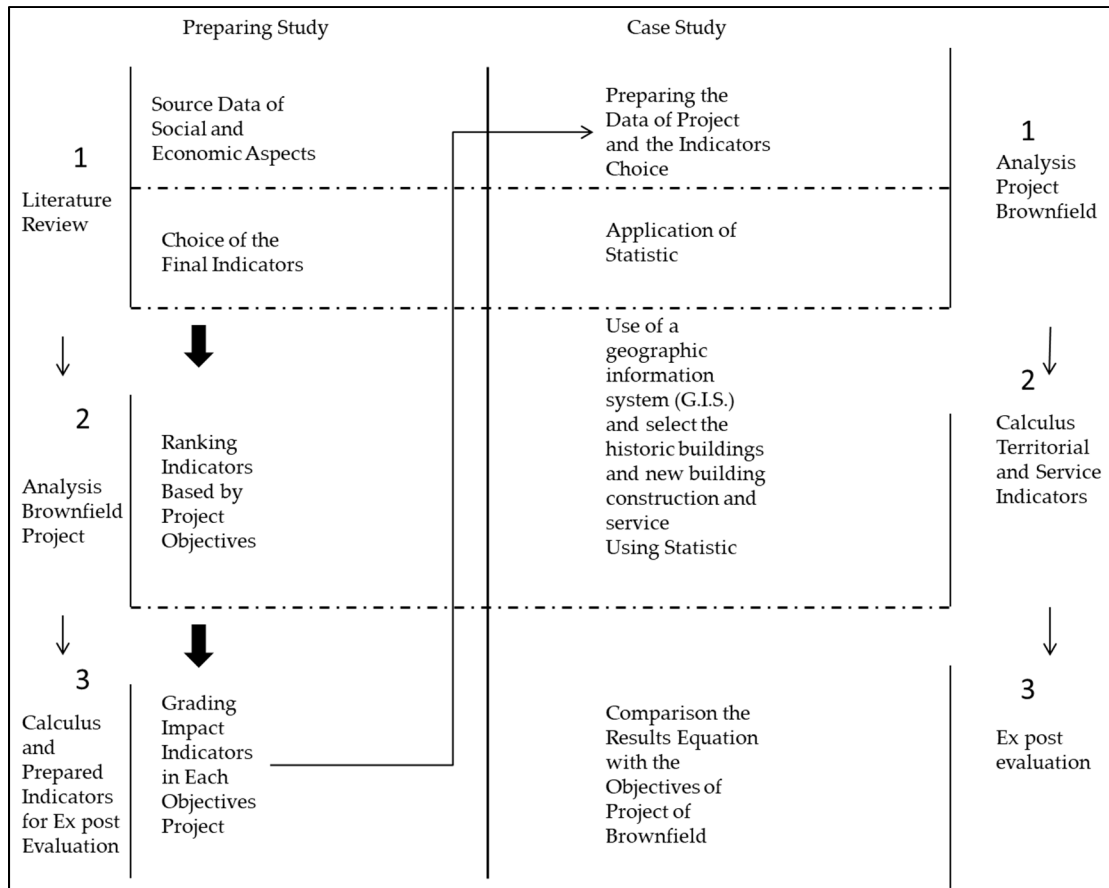 Preparing Study
Case Study
1
Literature
Review
Source Data of
Social and
Economic Aspects
Choice of the
Final Indicators
2
Analysis
Brownfield
Project
Ranking
Indicators
Based by
Project
Objectives
3
Calculus
and
Prepared
Indicators
for Ex post
Evaluation
Grading
Impact
Indicators
in Each
Objectives
Project
Preparing the
Data of Project
and the Indicators
Choice
Application of
Statistic
1
Analysis
Project
Brownfield
Use of a
geographic
information
system (G.I.S.)
and select the
historic buildings
and new building
construction and
service
Using Statistic
2
Calculus
Territorial
and Service
Indicators
Comparison the
Results Equation
with the
Objectives of
Project of
Brownfield
3
Ex post
evaluation